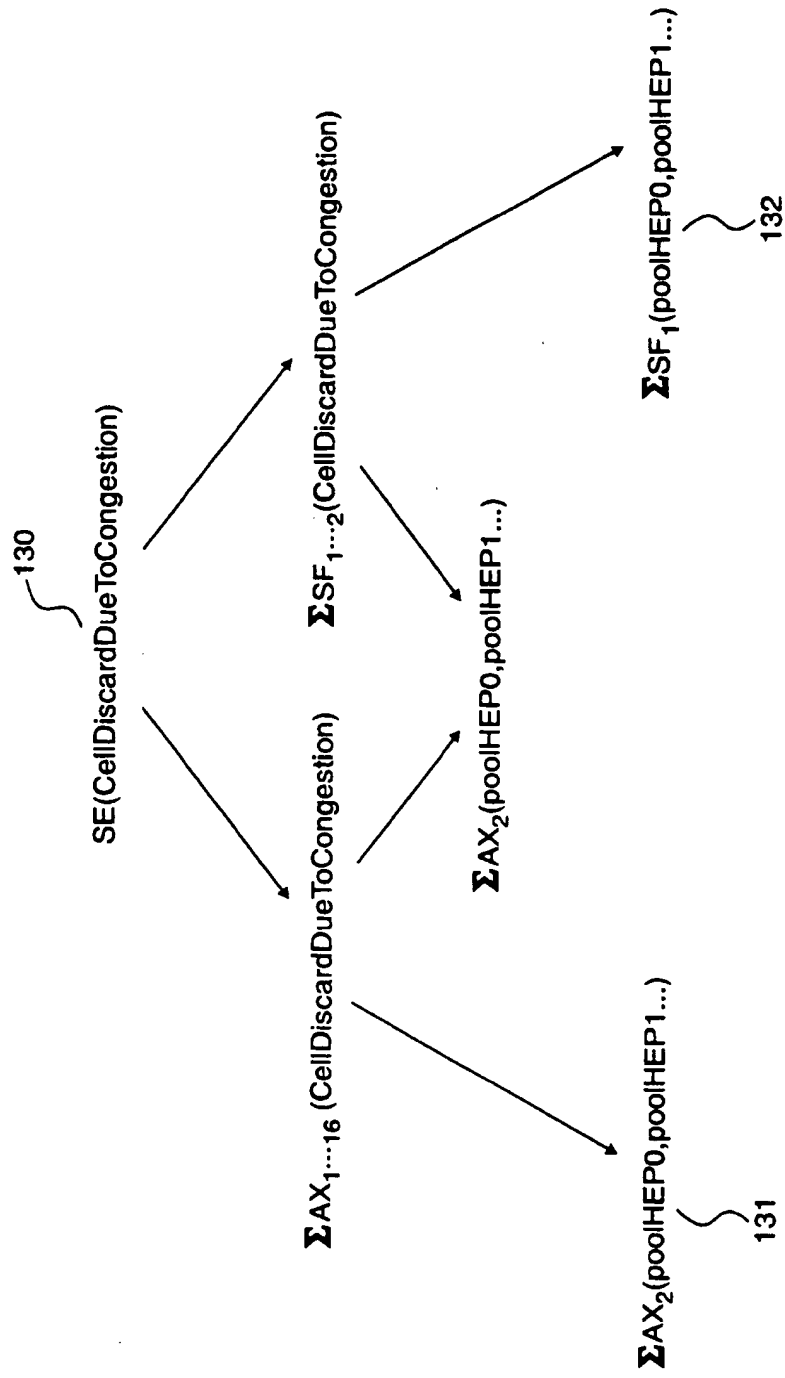 130
SE(CellDiscardDueToCongestion)
ΣAX₁...₁₆ (CellDiscardDueToCongestion)
ΣSF₁...₂(CellDiscardDueToCongestion)
ΣAX₂(poolHEP0,poolHEP1...)
ΣAX₂(poolHEP0,poolHEP1...)
131
ΣSF₁(poolHEP0,poolHEP1...)
132